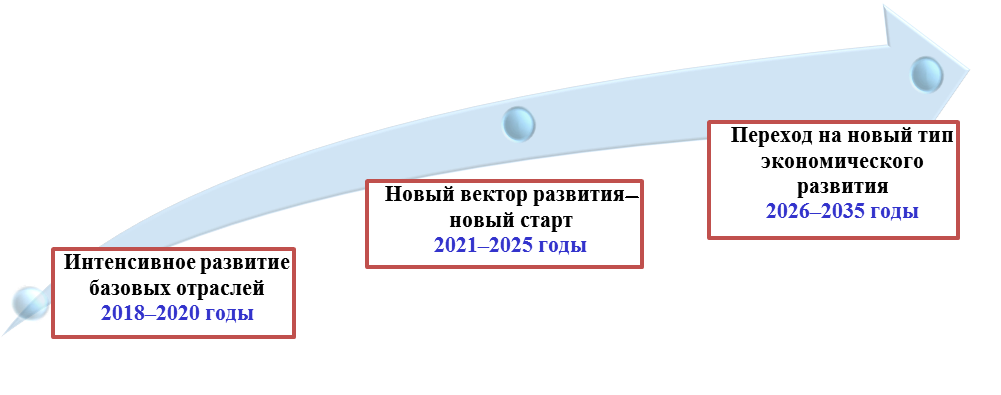 Интенсивное развитие
базовых отраслей
2018–2020 годы
Новый вектор развития–
новый старт
2021–2025 годы
Переход на новый тип
экономического
развития
2026–2035 годы